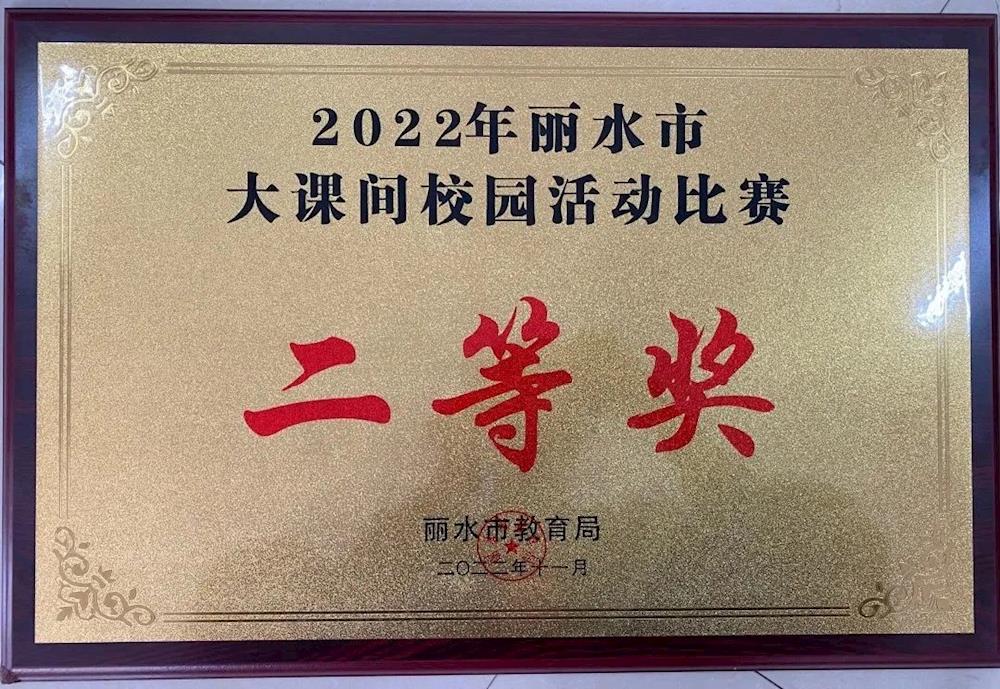 2022年丽水市
大课间校园活动比赛
二等奖
丽水市教育局
二〇二二年十一月